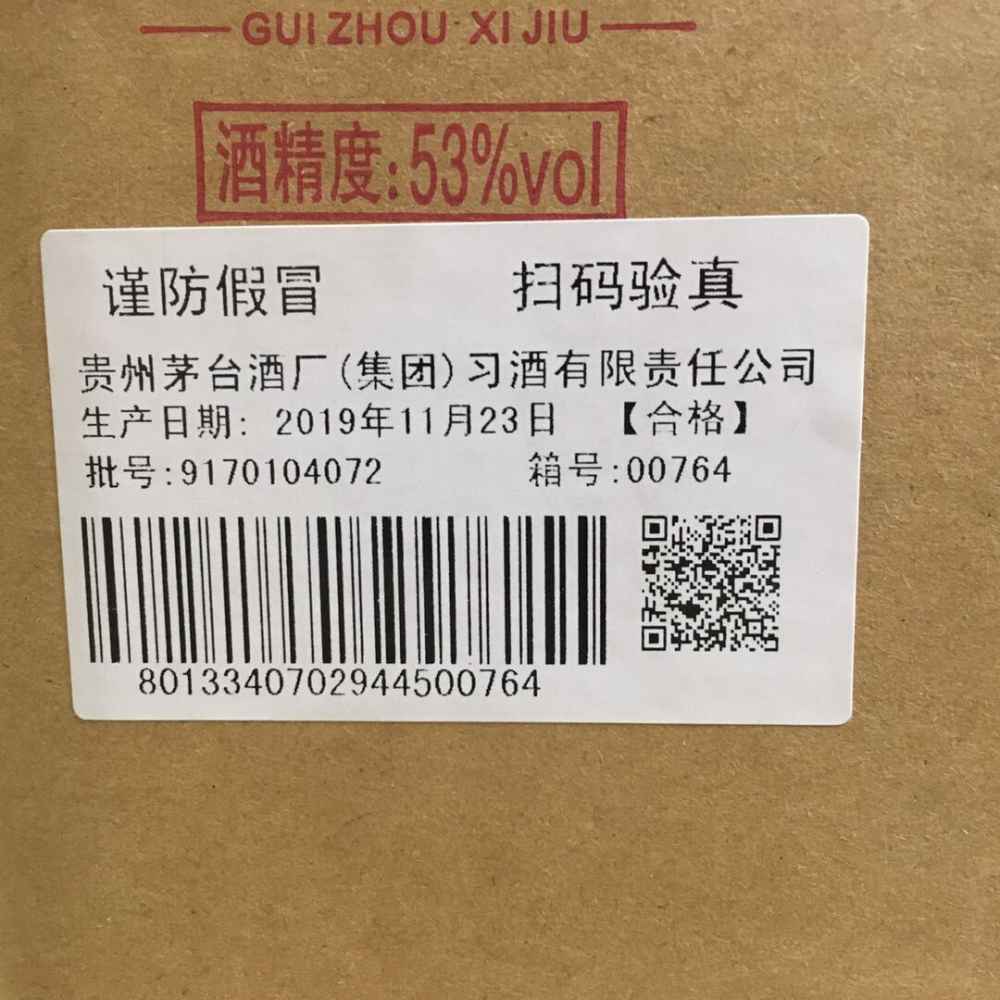 GUI ZHOU XI JIU
酒精度:53%vol
谨防假冒 扫码验真
贵州茅台酒厂(集团)习酒有限责任公司
生产日期: 2019年11月23日 【合格】
批号:9170104072 箱号:00764
8013340702944500764